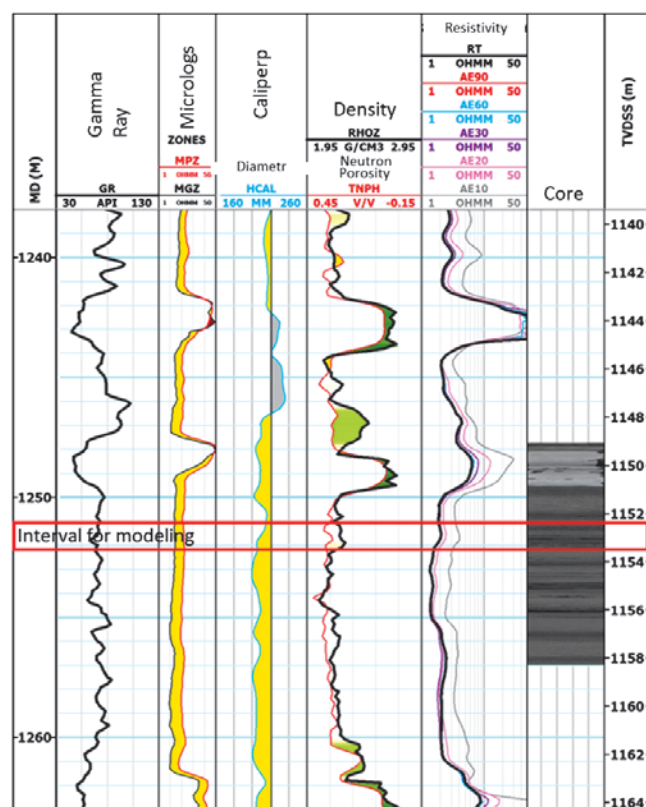 MD (M)
Gamma
Ray
GR
30 API 130
Micrologs
ZONES
MPZ
1 OHMM 50
MGZ
1 OHMM 50
Caliperp
Diametr
HCAL
160 MM 260
Density
RHOZ
1.95 G/CM3 2.95
Neutron
Porosity
TNPH
0.45 V/V -0.15
Resistivity
RT
1 OHMM 50
AE90
1 OHMM 50
AE60
1 OHMM 50
AE30
1 OHMM 50
AE20
1 OHMM 50
AE10
1 OHMM 50
Core
TVDSS (m)
1240
1250
1260
Interval for modeling
1140
1142
1144
1146
1148
1150
1152
1154
1156
1158
1160
1162
1164